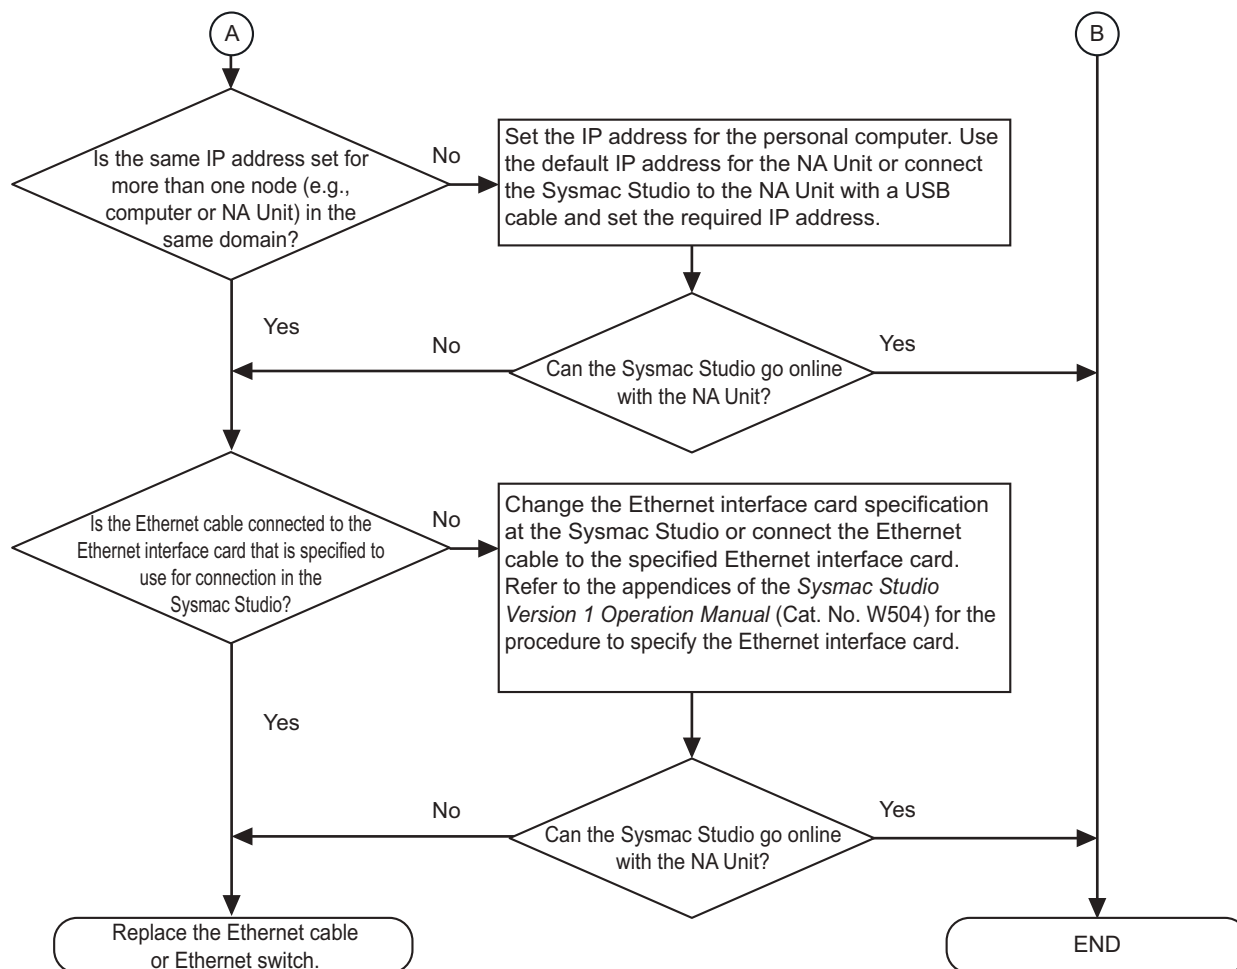 A
B
Is the same IP address set for
more than one node (e.g.,
computer or NA Unit) in the
same domain?
No
Set the IP address for the personal computer. Use
the default IP address for the NA Unit or connect
the Sysmac Studio to the NA Unit with a USB
cable and set the required IP address.
Yes
No
Can the Sysmac Studio go online
with the NA Unit?
Yes
Is the Ethernet cable connected to the
Ethernet interface card that is specified to
use for connection in the
Sysmac Studio?
No
Change the Ethernet interface card specification
at the Sysmac Studio or connect the Ethernet
cable to the specified Ethernet interface card.
Refer to the appendices of the Sysmac Studio
Version 1 Operation Manual (Cat. No. W504) for the
procedure to specify the Ethernet interface card.
Yes
No
Can the Sysmac Studio go online
with the NA Unit?
Yes
Replace the Ethernet cable
or Ethernet switch.
END